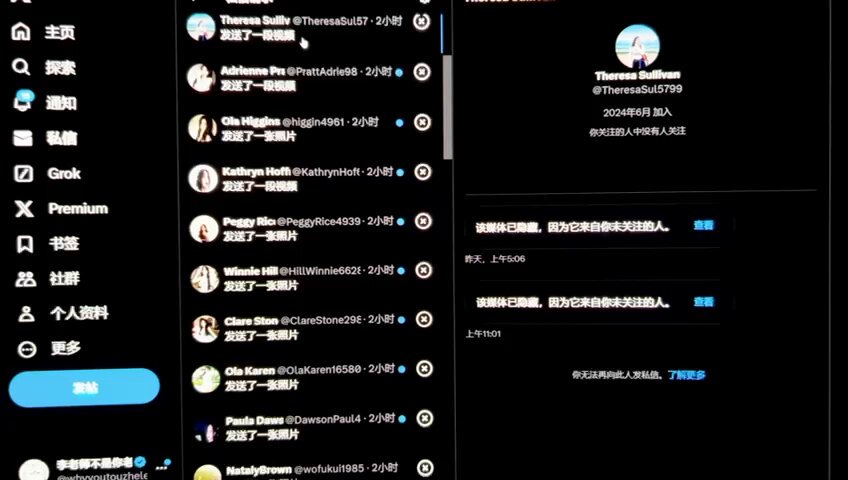 主页
探索
通知
私信
Grok
Premium
书签
社群
个人资料
更多
发帖
李老师不是你老
@whyyoutouzhele
Theresa Sulliv @TheresaSul57 · 2小时
发送了一段视频
Adrienne Pra @PrattAdrie98 · 2小时
发送了一段视频
Ola Higgins @higgin4961 · 2小时
发送了一张照片
Kathryn Hoff @KathrynHoff · 2小时
发送了一段视频
Peggy Rice @PeggyRice4939 · 2小时
发送了一张照片
Winnie Hill @HillWinnie6628 · 2小时
发送了一张照片
Clare Ston @ClareStone298 · 2小时
发送了一张照片
Ola Karen @OlaKaren16580 · 2小时
发送了一张照片
Paula Daws @DawsonPaul4 · 2小时
发送了一张照片
NatalyBrown @wofukui1985 · 2小时
Theresa Sullivan
@TheresaSul5799
2024年6月 加入
你关注的人中没有人关注
该媒体已隐藏，因为它来自你未关注的人。 查看
昨天，上午5:06
该媒体已隐藏，因为它来自你未关注的人。 查看
上午11:01
你无法再向此人发私信。了解更多